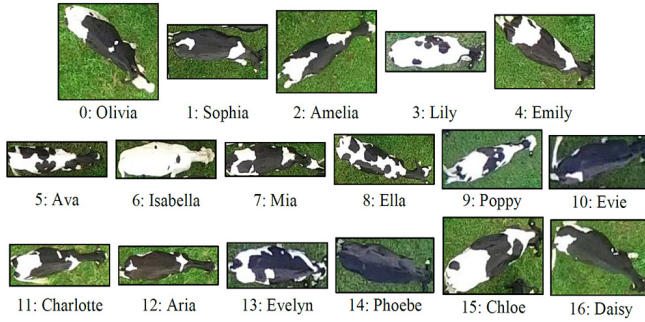 0: Olivia
1: Sophia
2: Amelia
3: Lily
4: Emily
5: Ava
6: Isabella
7: Mia
8: Ella
9: Poppy
10: Evie
11: Charlotte
12: Aria
13: Evelyn
14: Phoebe
15: Chloe
16: Daisy